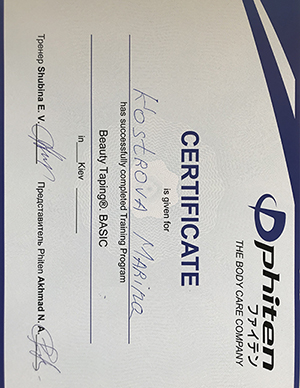 phiten
ファイテン
THE BODY CARE COMPANY
CERTIFICATE
is given for
Kostrova Marina
has successfully completed Training Program
Beauty Taping®, BASIC
in Kiev
Тренер Shubina E. V. Представитель Phiten Akhmad N. A.